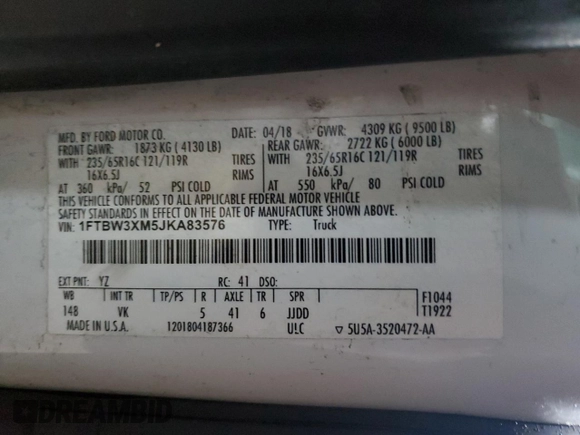 MFD. BY FORD MOTOR CO. DATE: 04/18 GVWR: 4309 KG ( 9500 LB)
FRONT GAWR: 1873 KG ( 4130 LB) REAR GAWR: 2722 KG ( 6000 LB)
WITH 235/65R16C 121/119R TIRES WITH 235/65R16C 121/119R TIRES
16X6.5J RIMS 16X6.5J RIMS
AT 360 kPa/ 52 PSI COLD AT 550 kPa/ 80 PSI COLD
THIS VEHICLE CONFORMS TO ALL APPLICABLE FEDERAL MOTOR VEHICLE
SAFETY STANDARDS IN EFFECT ON THE DATE OF MANUFACTURE SHOWN ABOVE.
VIN: 1FTBW3XM5JKA83576 TYPE: Truck
EXT PNT: YZ RC: 41 DSO:
WB INT TR TP/PS R AXLE TR SPR F1044
148 VK 5 41 6 JJDD T1922
MADE IN U.S.A. 1201804187366 ULC ▽ 5U5A-3520472-AA
DREAMBID